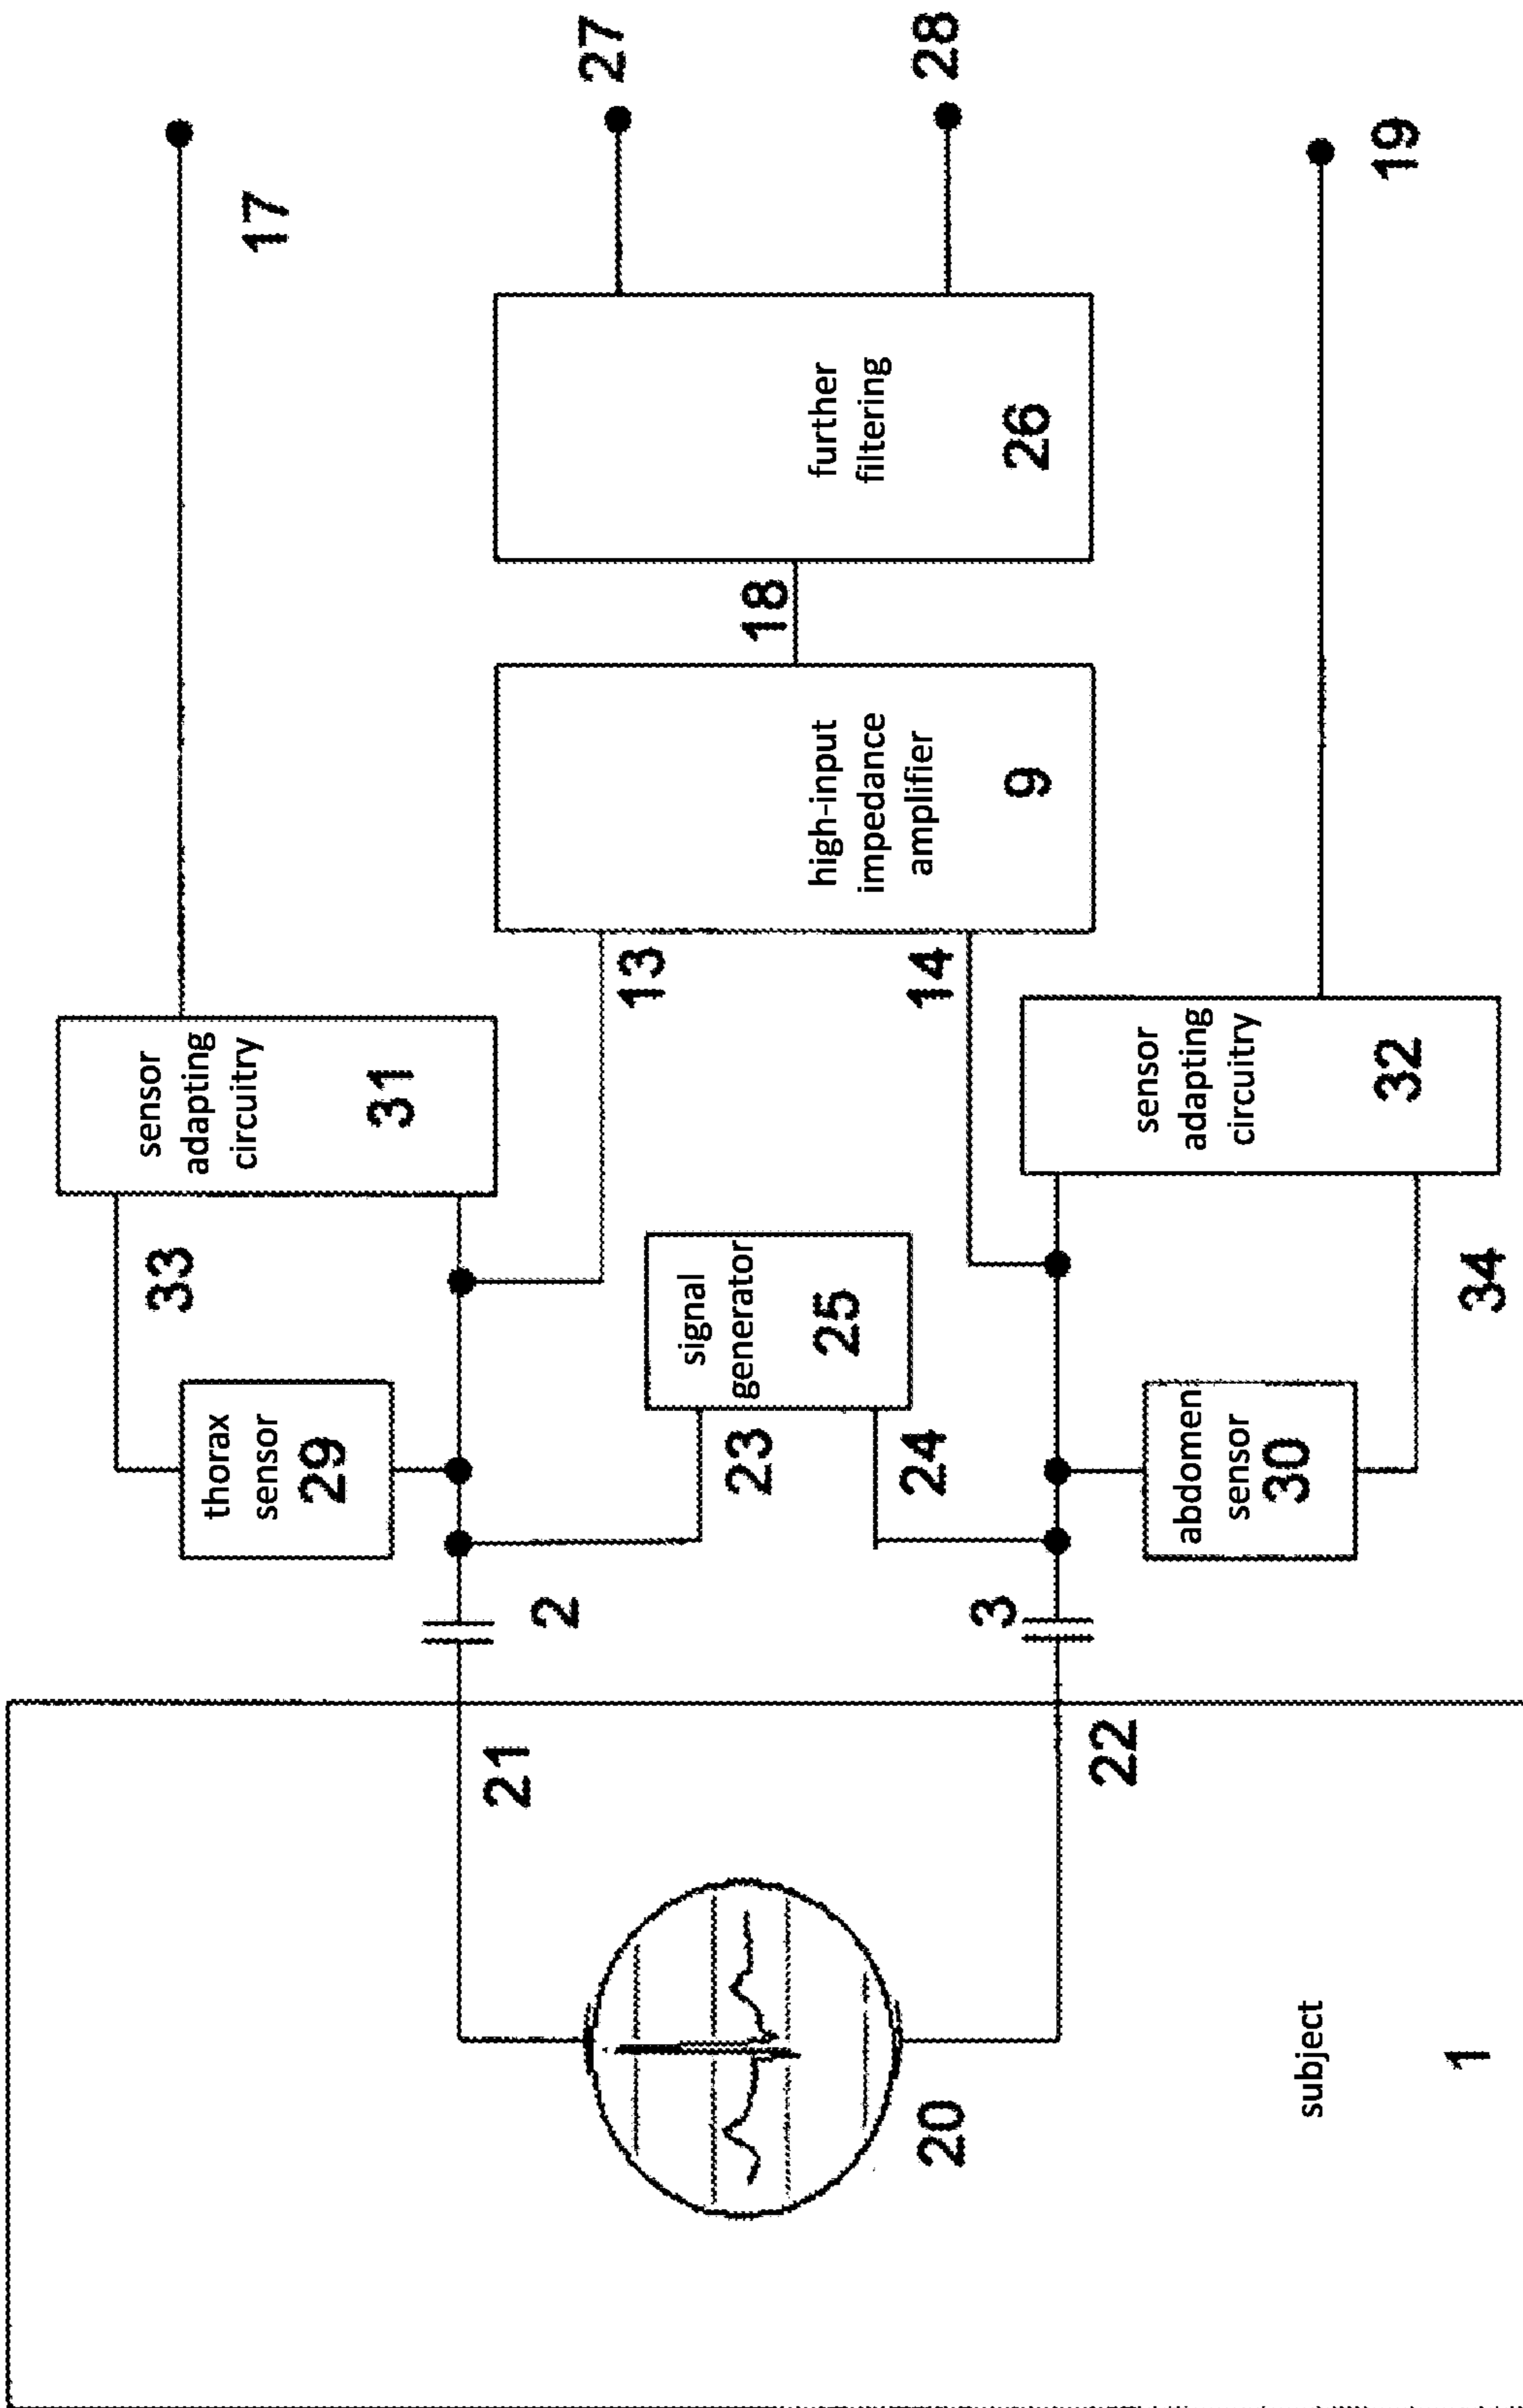 17
27
28
19
further
filtering
26
18
high-input
impedance
amplifier
9
13
14
sensor
adapting
circuitry
31
sensor
adapting
circuitry
32
33
signal
generator
25
34
thorax
sensor
29
23
24
abdomen
sensor
30
2
3
21
22
20
subject
1